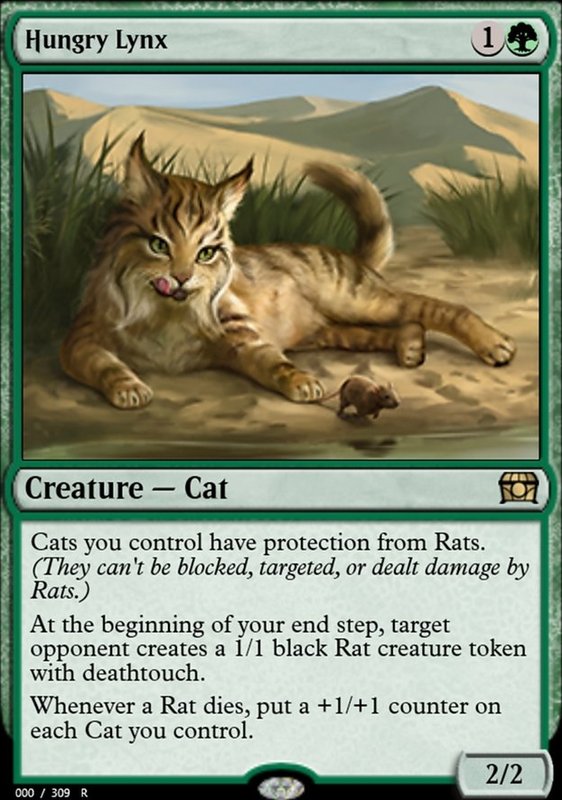 Hungry Lynx
1
Creature — Cat
Cats you control have protection from Rats.
(They can't be blocked, targeted, or dealt damage by
Rats.)
At the beginning of your end step, target
opponent creates a 1/1 black Rat creature token
with deathtouch.
Whenever a Rat dies, put a +1/+1 counter on
each Cat you control.
2/2
000 / 309 R